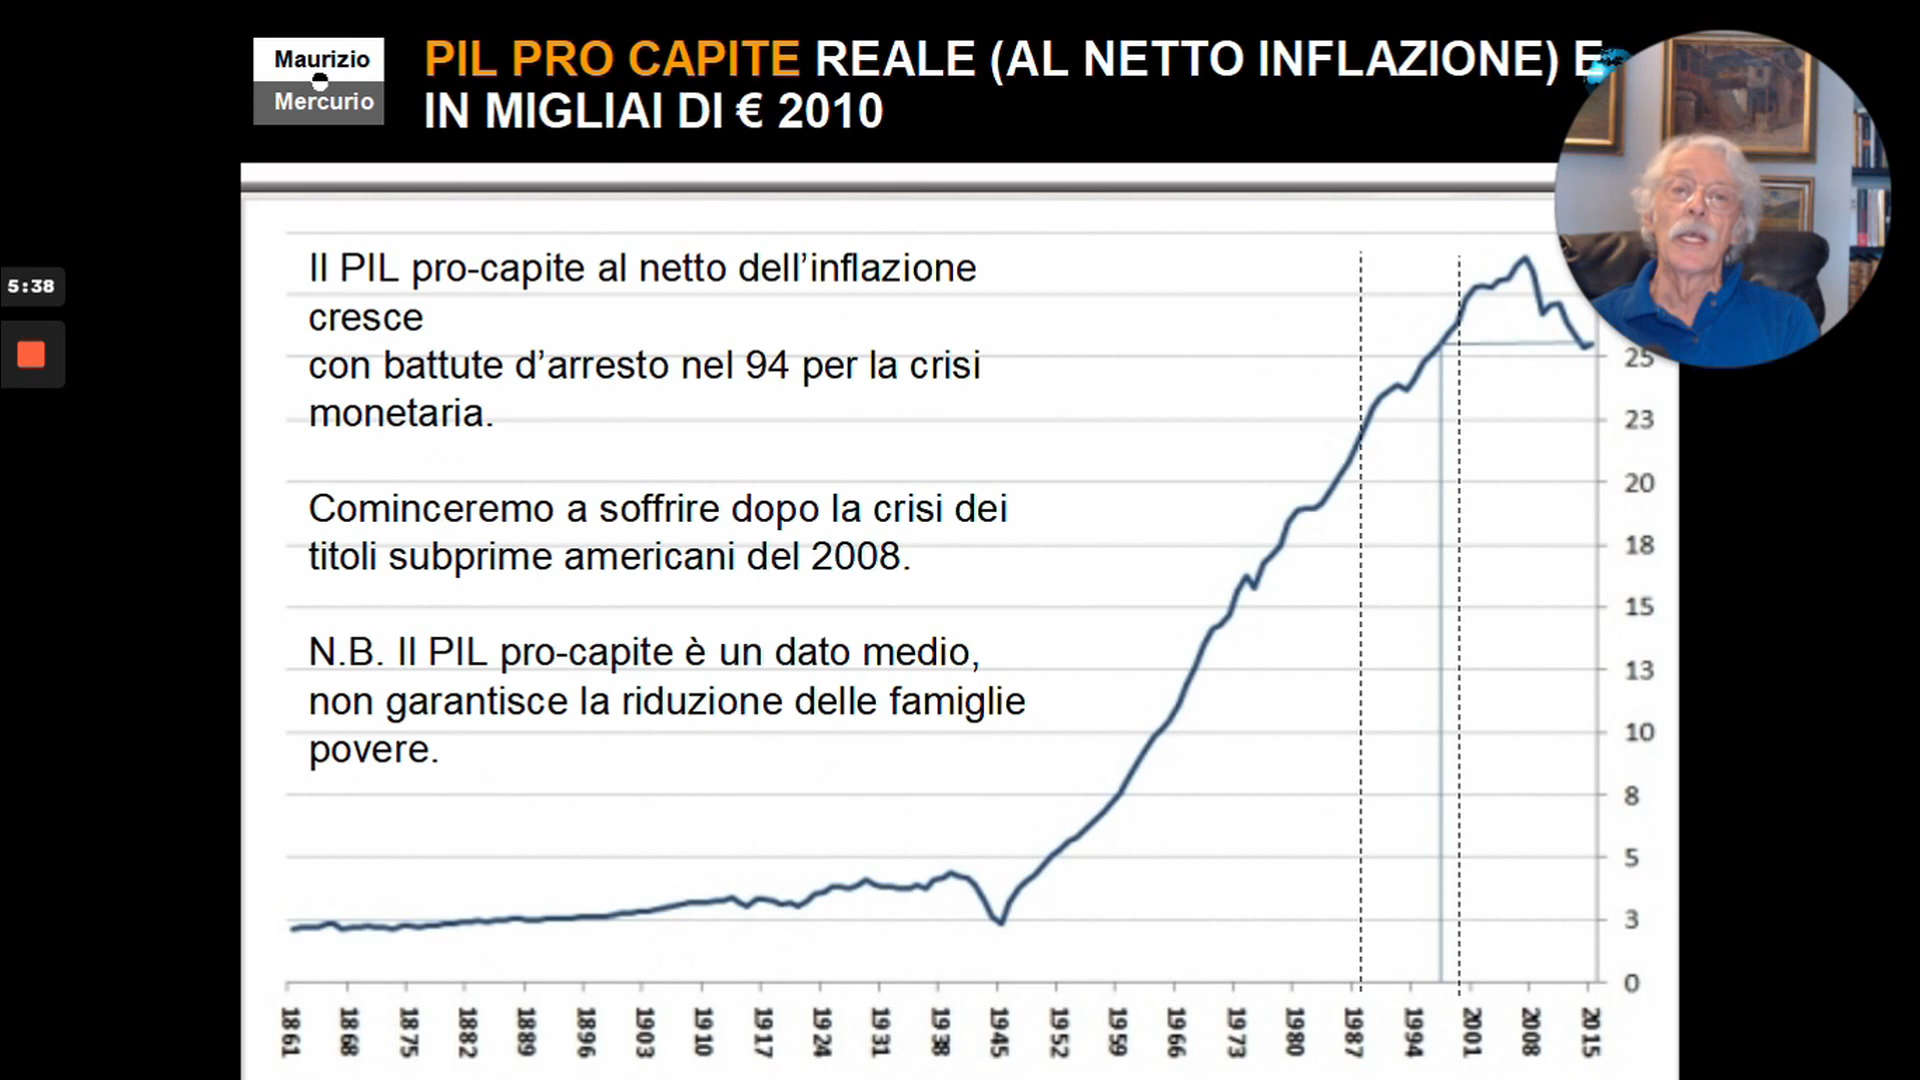 Maurizio
Mercurio
PIL PRO CAPITE REALE (AL NETTO INFLAZIONE) E
IN MIGLIAI DI € 2010
5:38
Il PIL pro-capite al netto dell’inflazione
cresce
con battute d’arresto nel 94 per la crisi
monetaria.
Cominceremo a soffrire dopo la crisi dei
titoli subprime americani del 2008.
N.B. Il PIL pro-capite è un dato medio,
non garantisce la riduzione delle famiglie
povere.
25
23
20
18
15
13
10
8
5
3
0
1861 1868 1875 1882 1889 1896 1903 1910 1917 1924 1931 1938 1945 1952 1959 1966 1973 1980 1987 1994 2001 2008 2015